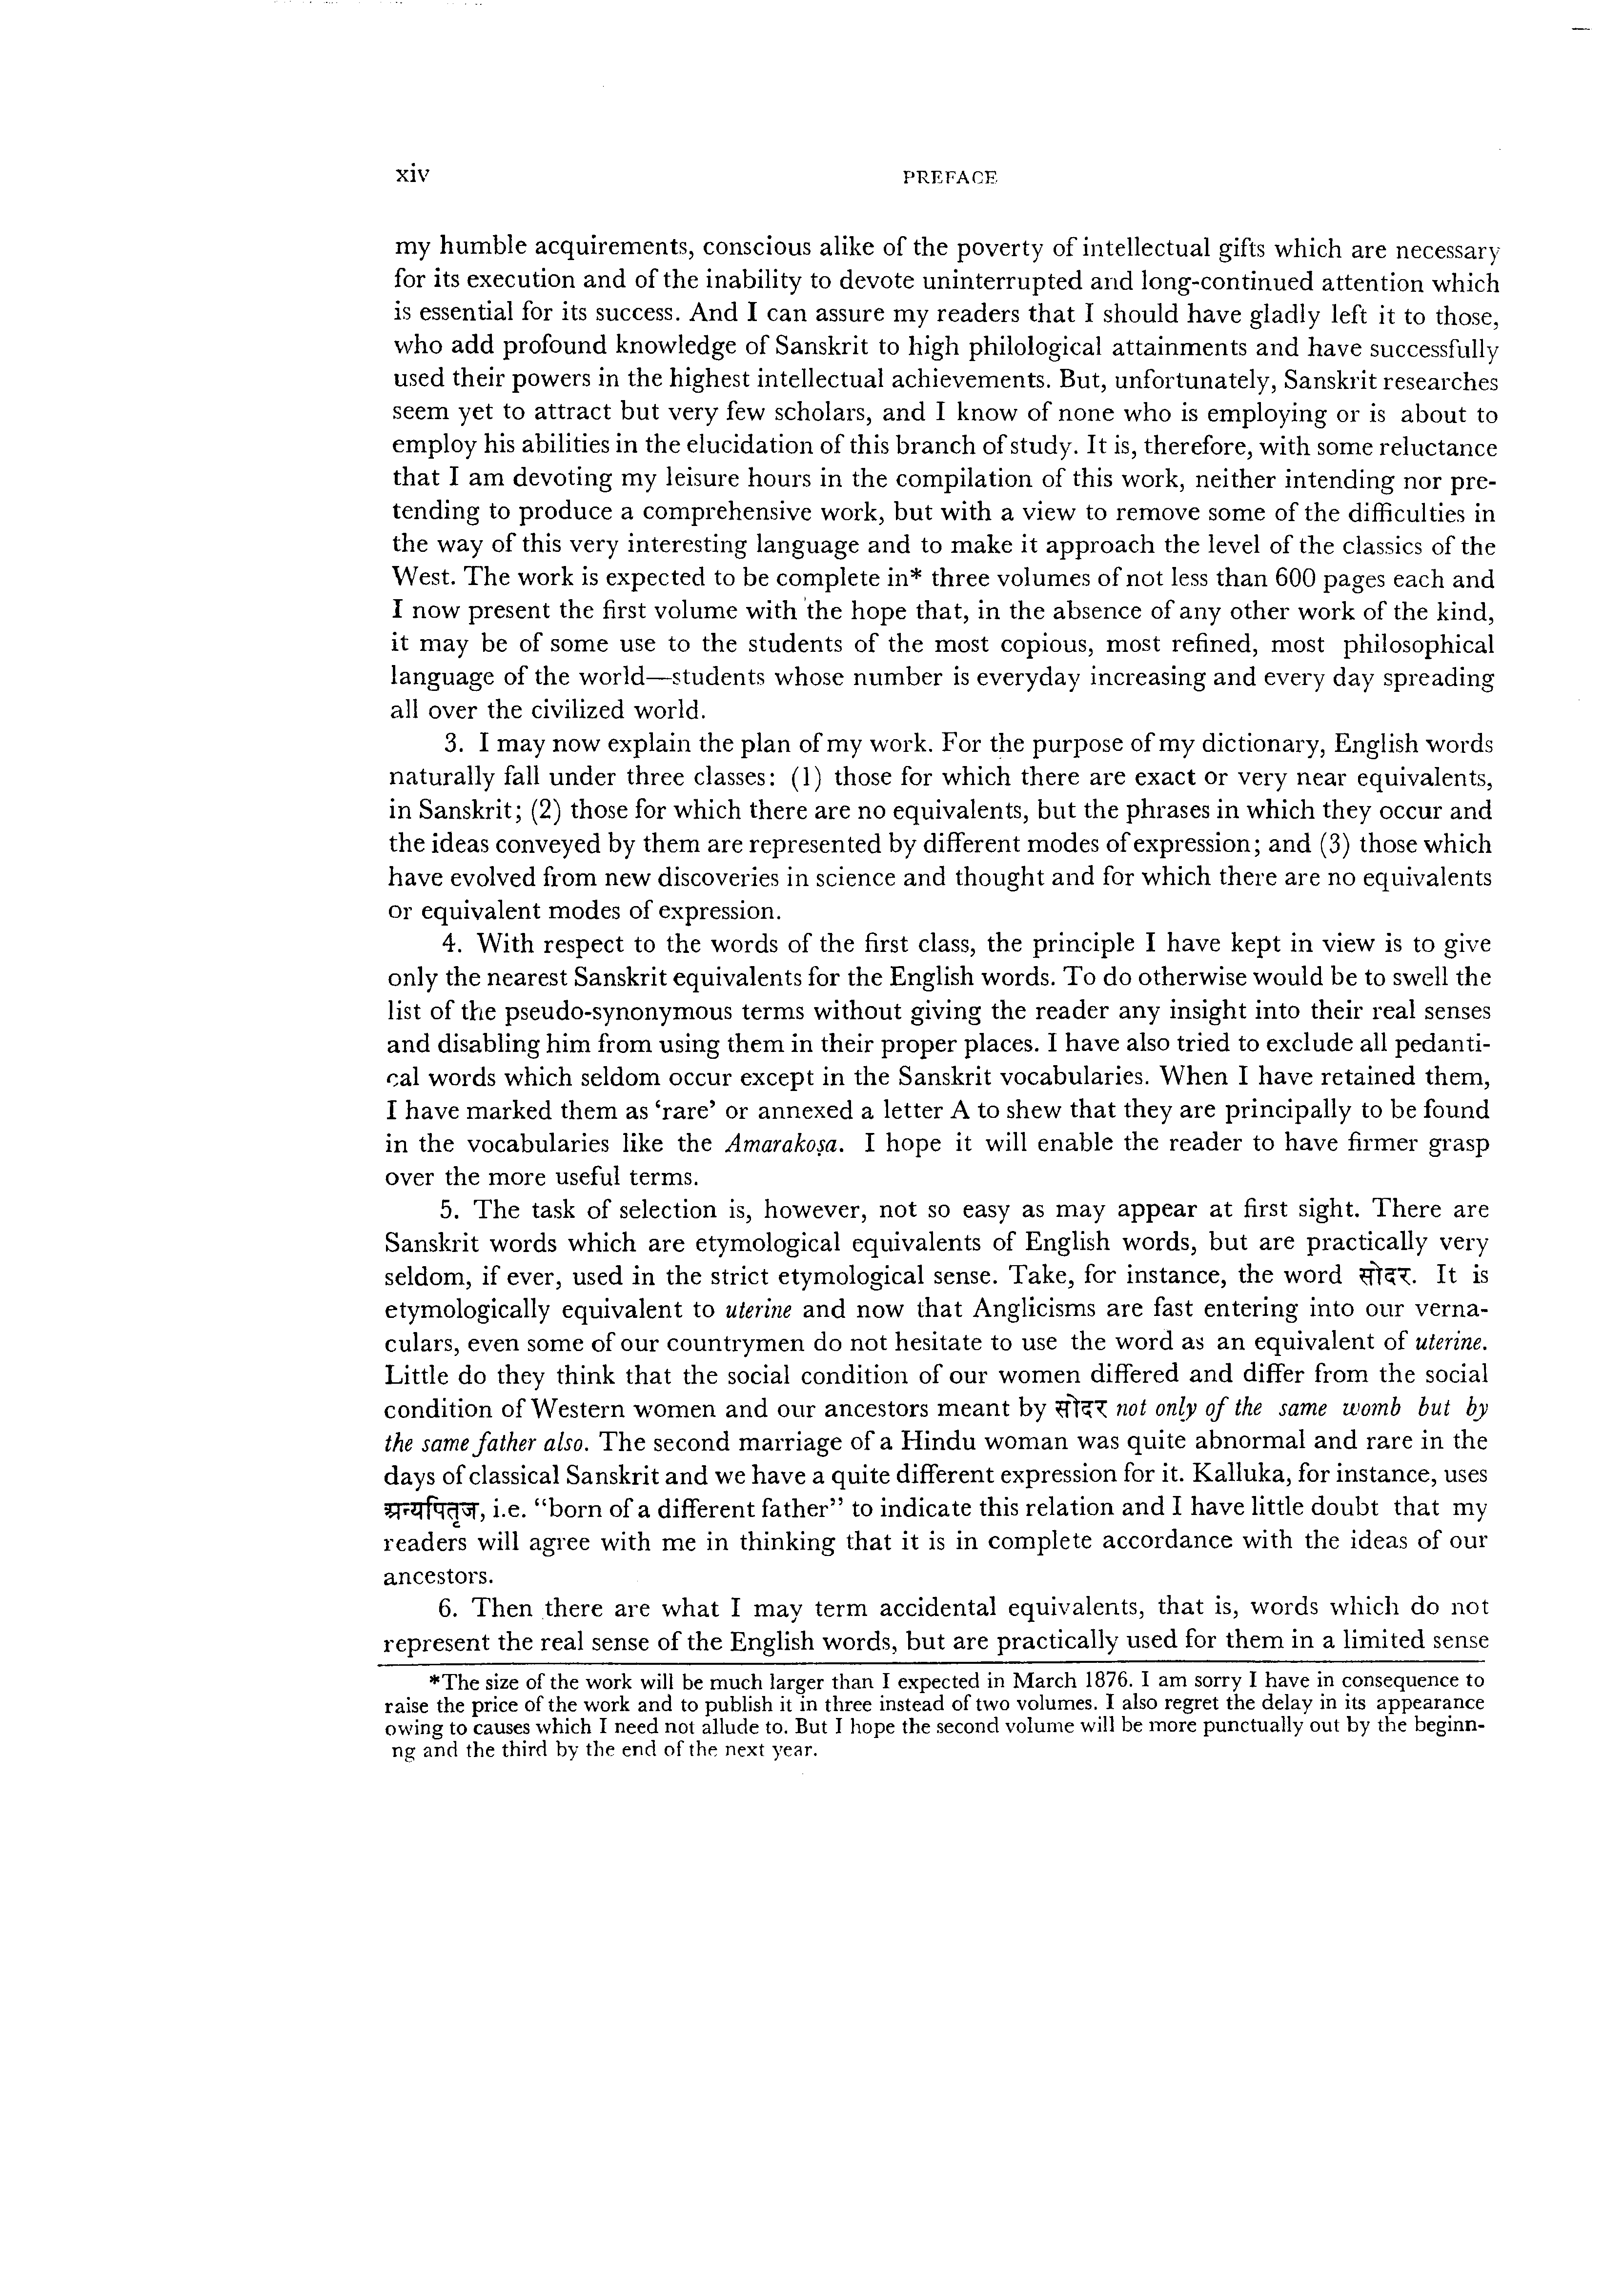 xiv
PREFACE
my humble acquirements, conscious alike of the poverty of intellectual gifts which are necessary
for its execution and of the inability to devote uninterrupted and long-continued attention which
is essential for its success. And I can assure my readers that I should have gladly left it to those,
who add profound knowledge of Sanskrit to high philological attainments and have successfully
used their powers in the highest intellectual achievements. But, unfortunately, Sanskrit researches
seem yet to attract but very few scholars, and I know of none who is employing or is about to
employ his abilities in the elucidation of this branch of study. It is, therefore, with some reluctance
that I am devoting my leisure hours in the compilation of this work, neither intending nor pre-
tending to produce a comprehensive work, but with a view to remove some of the difficulties in
the way of this very interesting language and to make it approach the level of the classics of the
West. The work is expected to be complete in* three volumes of not less than 600 pages each and
I now present the first volume with the hope that, in the absence of any other work of the kind,
it may be of some use to the students of the most copious, most refined, most philosophical
language of the world—students whose number is everyday increasing and every day spreading
all over the civilized world.
3. I may now explain the plan of my work. For the purpose of my dictionary, English words
naturally fall under three classes: (1) those for which there are exact or very near equivalents,
in Sanskrit; (2) those for which there are no equivalents, but the phrases in which they occur and
the ideas conveyed by them are represented by different modes of expression; and (3) those which
have evolved from new discoveries in science and thought and for which there are no equivalents
or equivalent modes of expression.
4. With respect to the words of the first class, the principle I have kept in view is to give
only the nearest Sanskrit equivalents for the English words. To do otherwise would be to swell the
list of the pseudo-synonymous terms without giving the reader any insight into their real senses
and disabling him from using them in their proper places. I have also tried to exclude all pedanti-
cal words which seldom occur except in the Sanskrit vocabularies. When I have retained them,
I have marked them as ‘rare’ or annexed a letter A to shew that they are principally to be found
in the vocabularies like the Amarakoṣa. I hope it will enable the reader to have firmer grasp
over the more useful terms.
5. The task of selection is, however, not so easy as may appear at first sight. There are
Sanskrit words which are etymological equivalents of English words, but are practically very
seldom, if ever, used in the strict etymological sense. Take, for instance, the word सोदर. It is
etymologically equivalent to uterine and now that Anglicisms are fast entering into our verna-
culars, even some of our countrymen do not hesitate to use the word as an equivalent of uterine.
Little do they think that the social condition of our women differed and differ from the social
condition of Western women and our ancestors meant by सोदर not only of the same womb but by
the same father also. The second marriage of a Hindu woman was quite abnormal and rare in the
days of classical Sanskrit and we have a quite different expression for it. Kalluka, for instance, uses
अन्यपितृज, i.e. “born of a different father” to indicate this relation and I have little doubt that my
readers will agree with me in thinking that it is in complete accordance with the ideas of our
ancestors.
6. Then there are what I may term accidental equivalents, that is, words which do not
represent the real sense of the English words, but are practically used for them in a limited sense
*The size of the work will be much larger than I expected in March 1876. I am sorry I have in consequence to
raise the price of the work and to publish it in three instead of two volumes. I also regret the delay in its appearance
owing to causes which I need not allude to. But I hope the second volume will be more punctually out by the beginn-
ng and the third by the end of the next year.